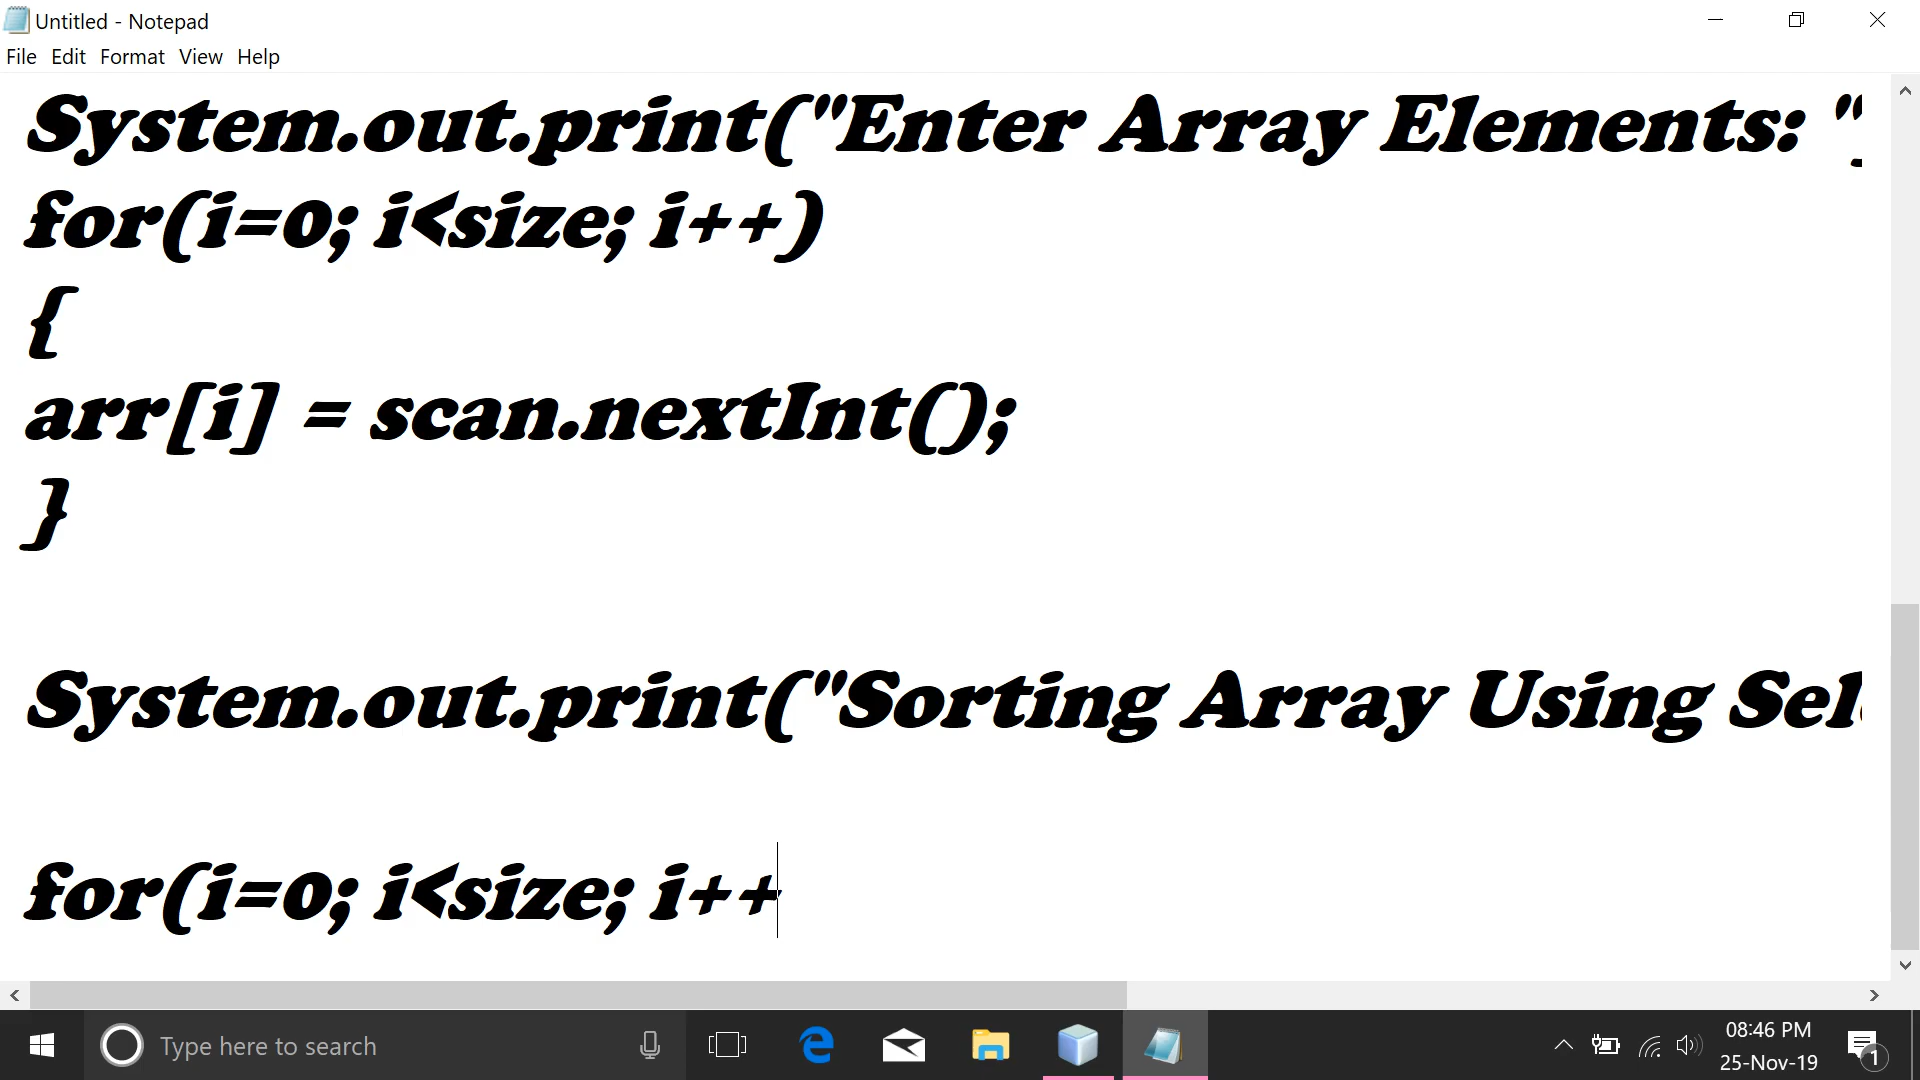 Untitled - Notepad
File Edit Format View Help
System.out.print("Enter Array Elements: "
for(i=0; i<size; i++)
{
arr[i] = scan.nextInt();
}
System.out.print("Sorting Array Using Sel
for(i=0; i<size; i++
Type here to search
08:46 PM
25-Nov-19
1